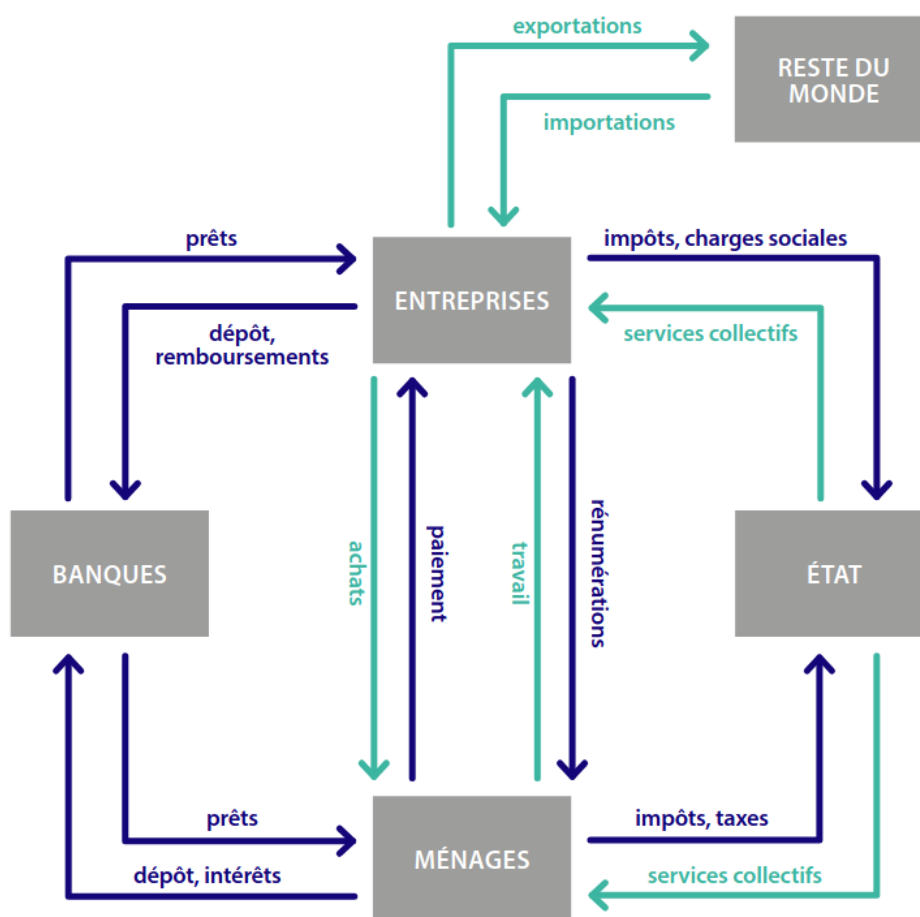 exportations
RESTE DU
MONDE
importations
prêts
impôts, charges sociales
ENTREPRISES
dépôt,
remboursements
services collectifs
achats
paiement
travail
rénumérations
BANQUES
ÉTAT
prêts
impôts, taxes
MÉNAGES
dépôt, intérêts
services collectifs